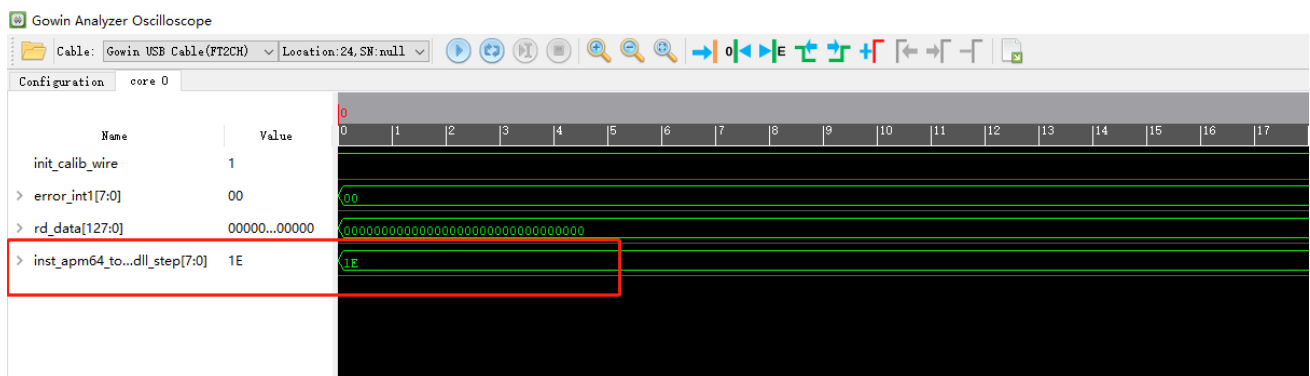 Gowin Analyzer Oscilloscope
Cable: Gowin USB Cable(FT2CH) Location:24,SN:null
Configuration core 0
0
Name Value 0 1 2 3 4 5 6 7 8 9 10 11 12 13 14 15 16 17
init_calib_wire 1
error_int1[7:0] 00 00
rd_data[127:0] 00000...00000 00000000000000000000000000000000
inst_apm64_to...dll_step[7:0] 1E 1E